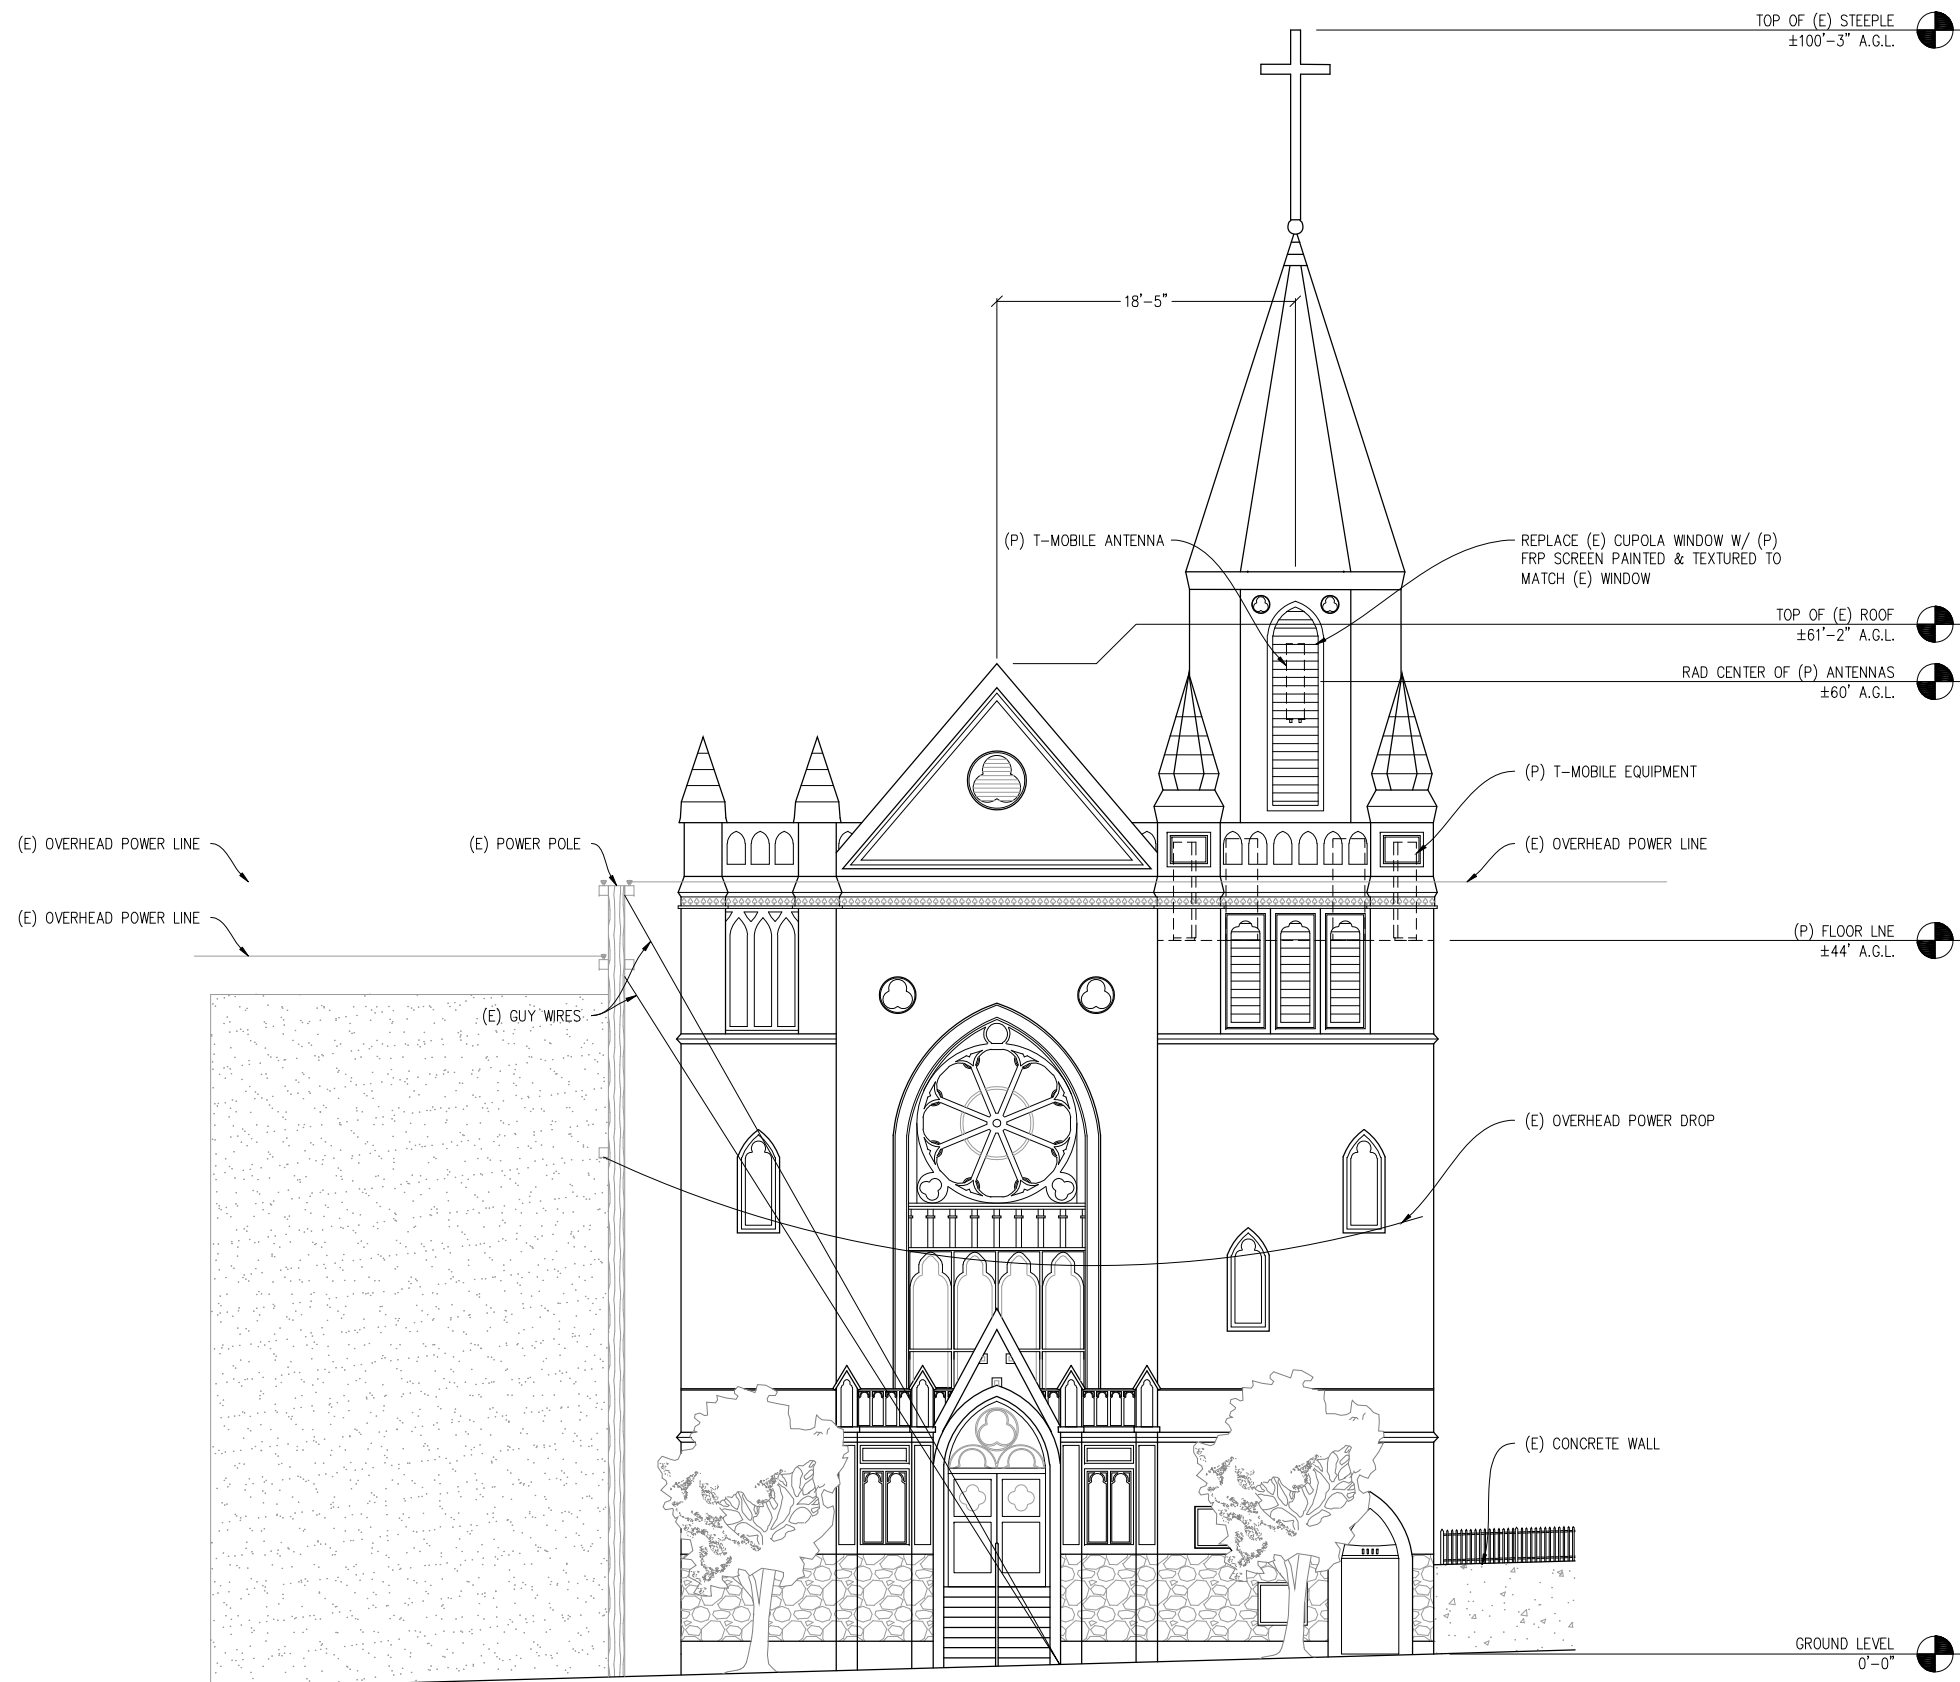 TOP OF (E) STEEPLE
±100'-3" A.G.L.
18'-5"
(P) T-MOBILE ANTENNA
REPLACE (E) CUPOLA WINDOW W/ (P)
FRP SCREEN PAINTED & TEXTURED TO
MATCH (E) WINDOW
TOP OF (E) ROOF
±61'-2" A.G.L.
RAD CENTER OF (P) ANTENNAS
±60' A.G.L.
(P) T-MOBILE EQUIPMENT
(E) OVERHEAD POWER LINE
(E) POWER POLE
(E) OVERHEAD POWER LINE
(E) OVERHEAD POWER LINE
(P) FLOOR LNE
±44' A.G.L.
(E) GUY WIRES
(E) OVERHEAD POWER DROP
(E) CONCRETE WALL
GROUND LEVEL
0'-0"